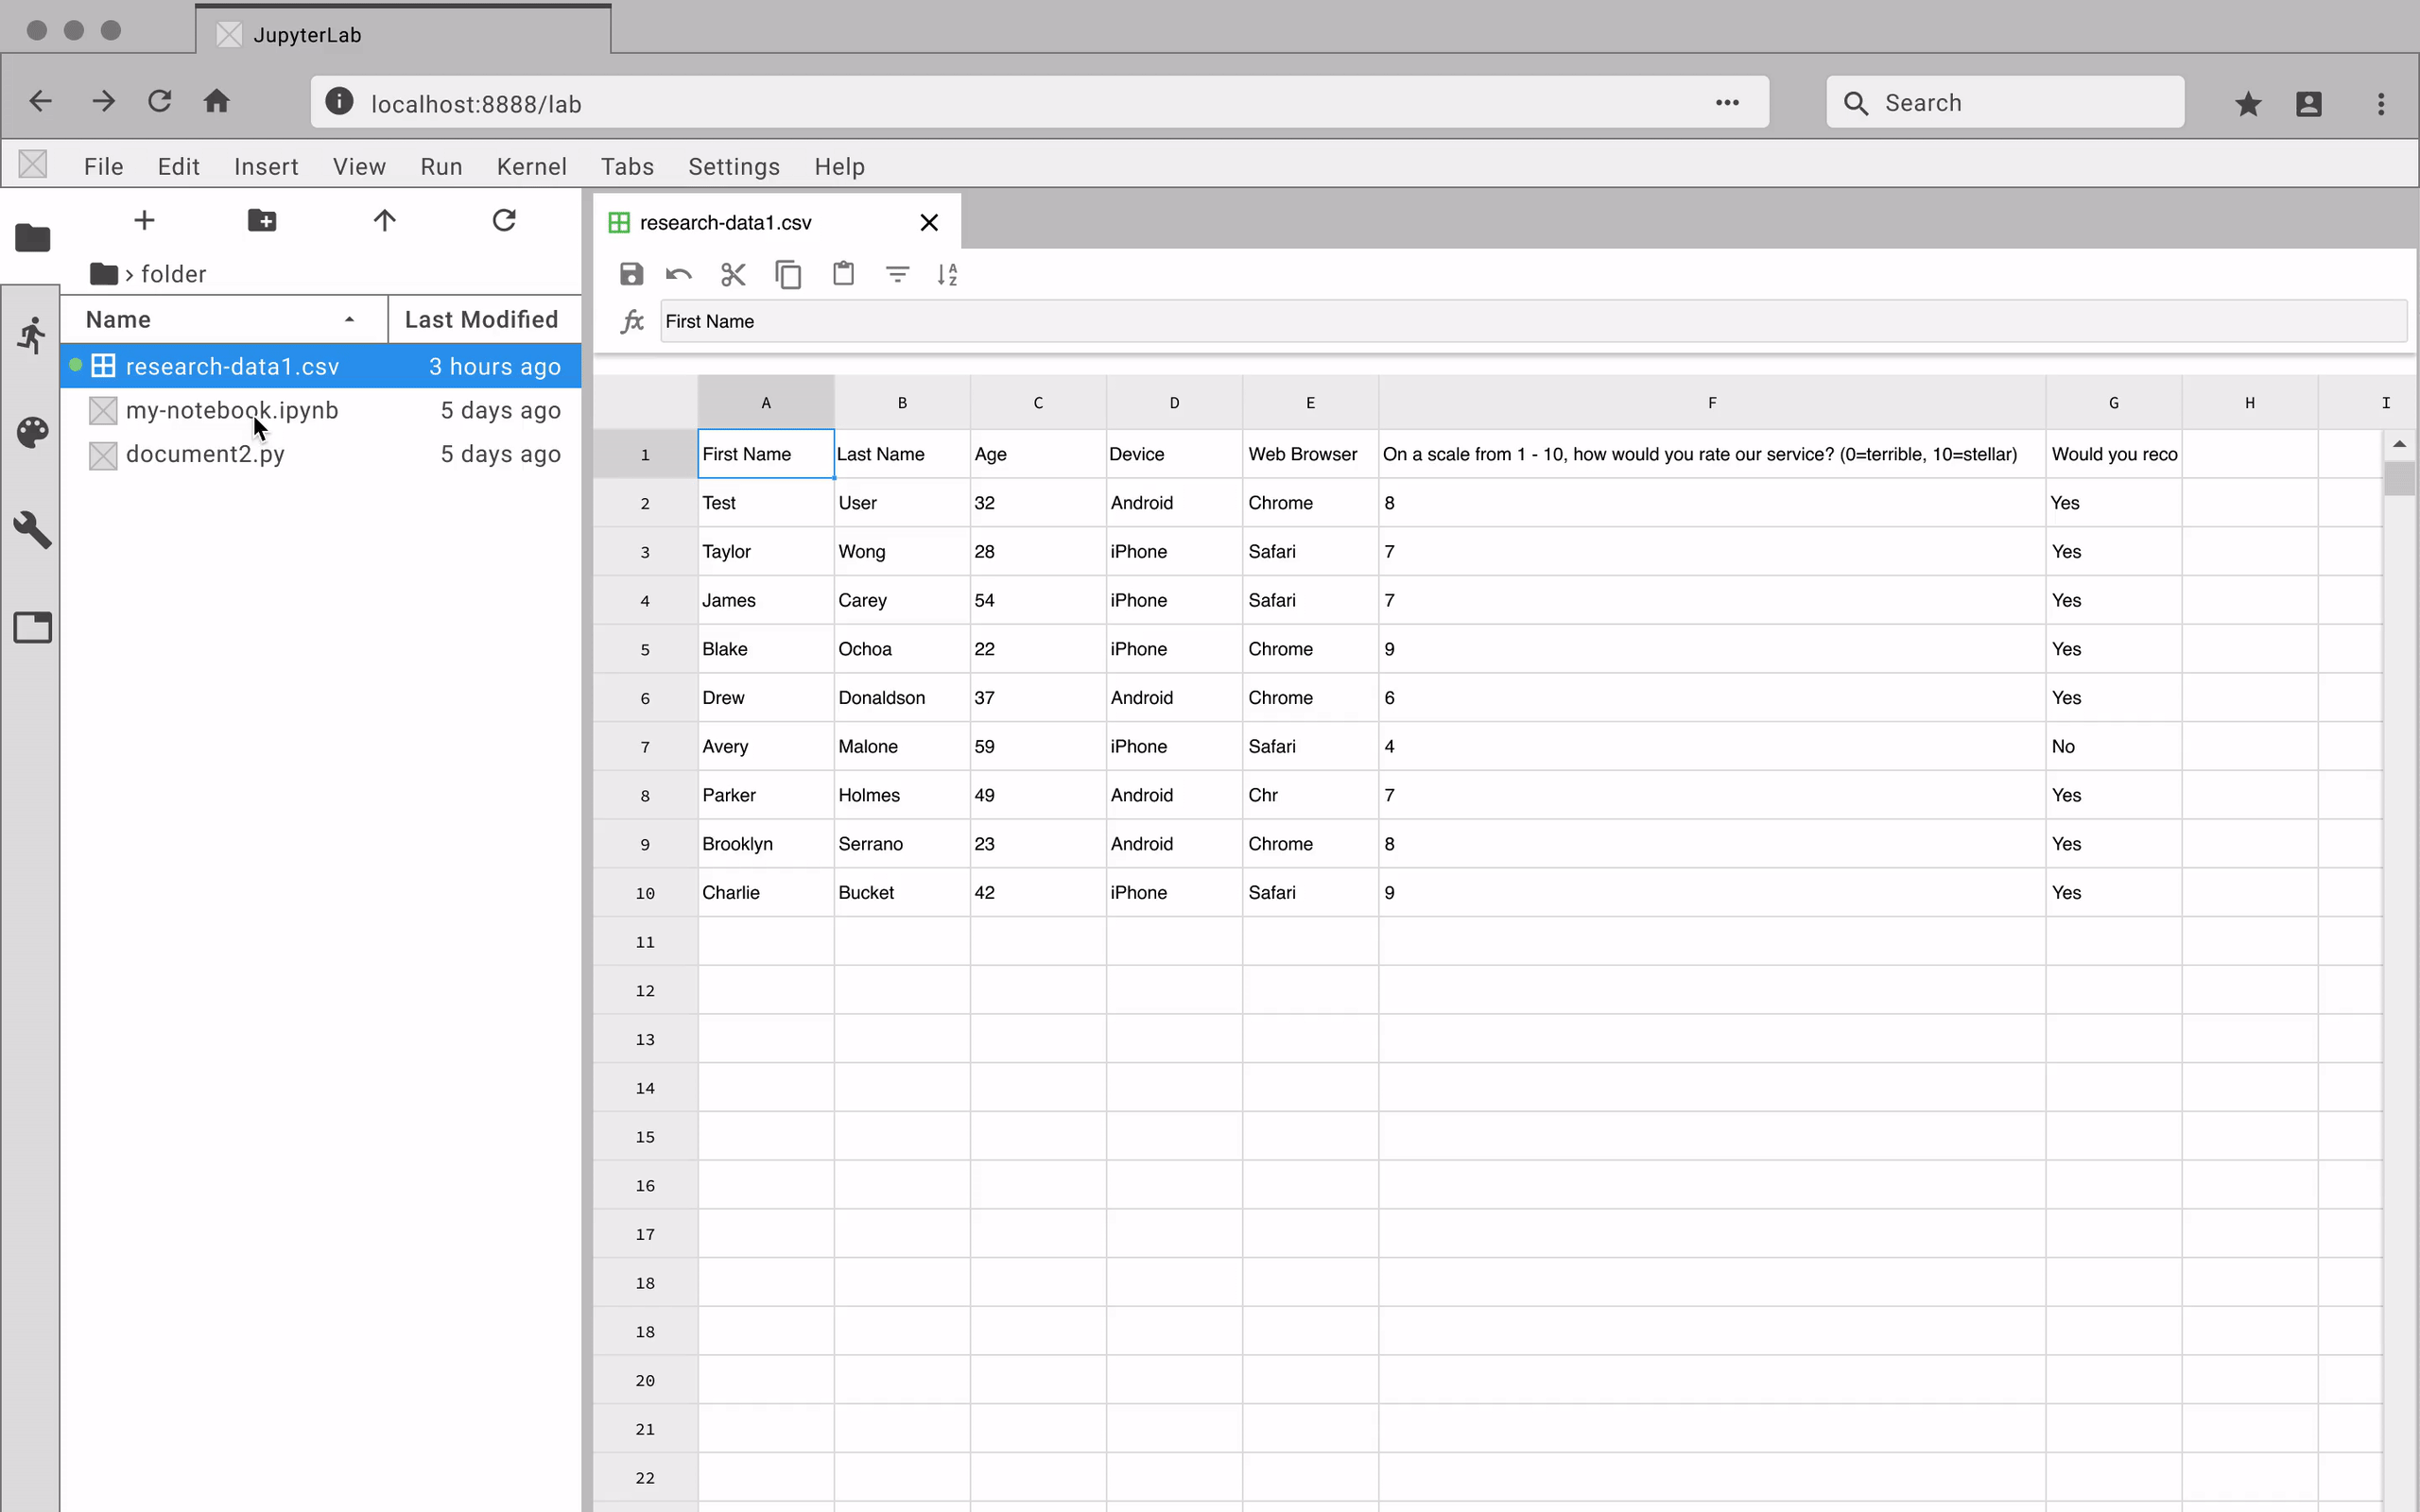 JupyterLab
localhost:8888/lab
Search
File Edit Insert View Run Kernel Tabs Settings Help
› folder
Name Last Modified
research-data1.csv 3 hours ago
my-notebook.ipynb 5 days ago
document2.py 5 days ago
research-data1.csv
fx First Name
A B C D E F G H I
1 First Name Last Name Age Device Web Browser On a scale from 1 - 10, how would you rate our service? (0=terrible, 10=stellar) Would you reco
2 Test User 32 Android Chrome 8 Yes
3 Taylor Wong 28 iPhone Safari 7 Yes
4 James Carey 54 iPhone Safari 7 Yes
5 Blake Ochoa 22 iPhone Chrome 9 Yes
6 Drew Donaldson 37 Android Chrome 6 Yes
7 Avery Malone 59 iPhone Safari 4 No
8 Parker Holmes 49 Android Chr 7 Yes
9 Brooklyn Serrano 23 Android Chrome 8 Yes
10 Charlie Bucket 42 iPhone Safari 9 Yes
11
12
13
14
15
16
17
18
18
20
21
22